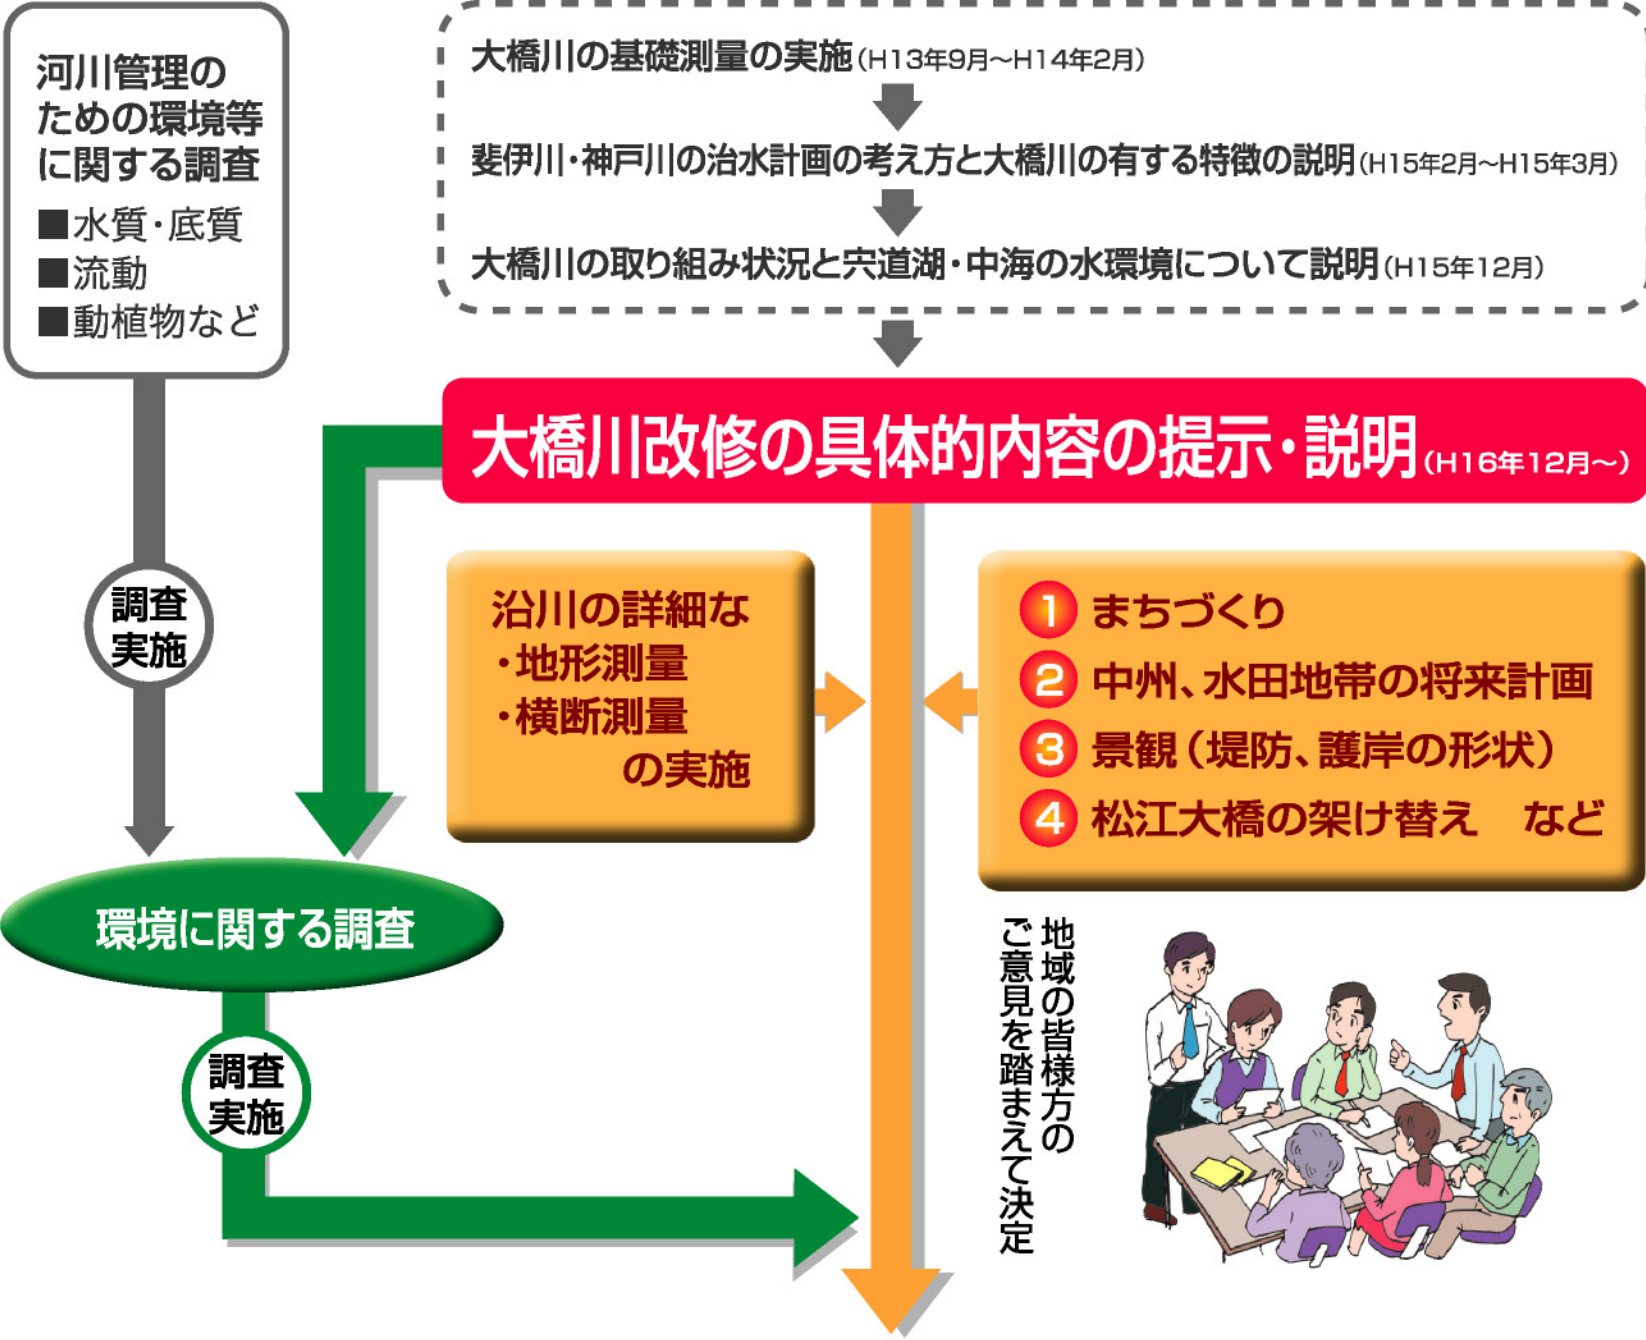 河川管理の
ための環境等
に関する調査
■水質・底質
■流動
■動植物など
大橋川の基礎測量の実施（H13年9月～H14年2月）
斐伊川・神戸川の治水計画の考え方と大橋川の有する特徴の説明（H15年2月～H15年3月）
大橋川の取り組み状況と宍道湖・中海の水環境について説明（H15年12月）
大橋川改修の具体的内容の提示・説明（H16年12月～）
調査
実施
沿川の詳細な
・地形測量
・横断測量
の実施
1 まちづくり
2 中州、水田地帯の将来計画
3 景観（堤防、護岸の形状）
4 松江大橋の架け替え　など
環境に関する調査
調査
実施
地域の皆様方の
ご意見を踏まえて決定